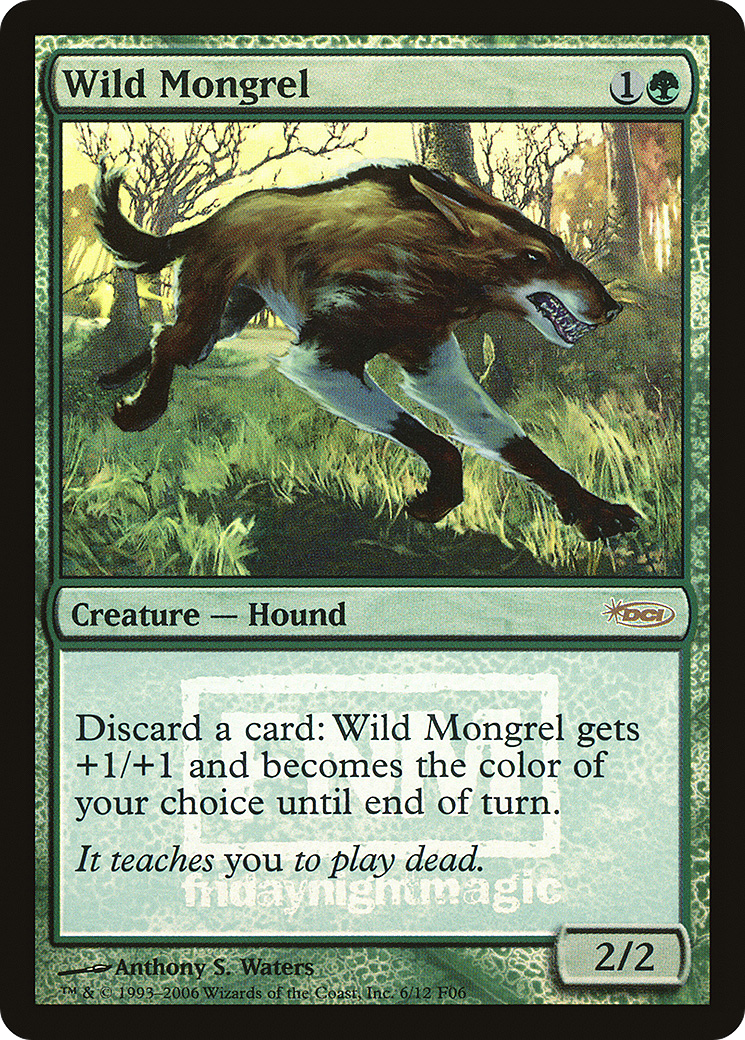 Wild Mongrel 1
Creature — Hound
DCI
Discard a card: Wild Mongrel gets
+1/+1 and becomes the color of
your choice until end of turn.
It teaches you to play dead.
FNM
fridaynightmagic
2/2
Anthony S. Waters
™ & © 1993–2006 Wizards of the Coast, Inc. 6/12 F06